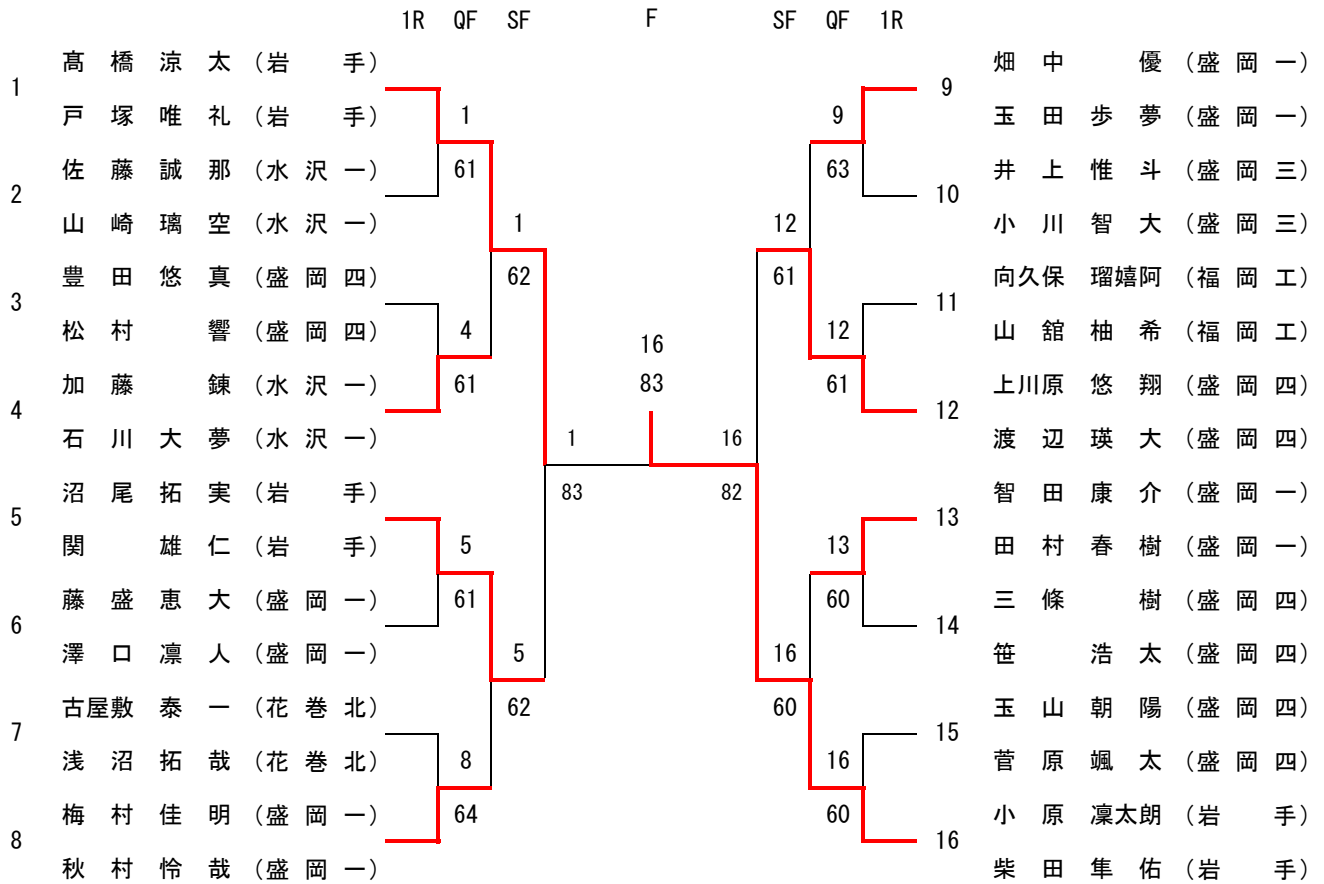 1R QF SF F SF QF 1R
髙橋涼太(岩手)
1
戸塚唯礼(岩手)
1
佐藤誠那(水沢一)
61
2
山崎璃空(水沢一)
1
豊田悠真(盛岡四)
62
3
松村響(盛岡四)
4
加藤錬(水沢一)
61
4
石川大夢(水沢一)
1
沼尾拓実(岩手)
83
5
関雄仁(岩手)
5
藤盛恵大(盛岡一)
61
6
澤口凛人(盛岡一)
5
古屋敷泰一(花巻北)
62
7
浅沼拓哉(花巻北)
8
梅村佳明(盛岡一)
64
8
秋村怜哉(盛岡一)
16
83
畑中優(盛岡一)
9
玉田歩夢(盛岡一)
9
井上惟斗(盛岡三)
63
10
小川智大(盛岡三)
12
向久保瑠嬉阿(福岡工)
61
11
山舘柚希(福岡工)
12
上川原悠翔(盛岡四)
61
12
渡辺瑛大(盛岡四)
16
智田康介(盛岡一)
82
13
田村春樹(盛岡一)
13
三條樹(盛岡四)
60
14
笹浩太(盛岡四)
16
玉山朝陽(盛岡四)
60
15
菅原颯太(盛岡四)
16
小原凜太朗(岩手)
60
16
柴田隼佑(岩手)